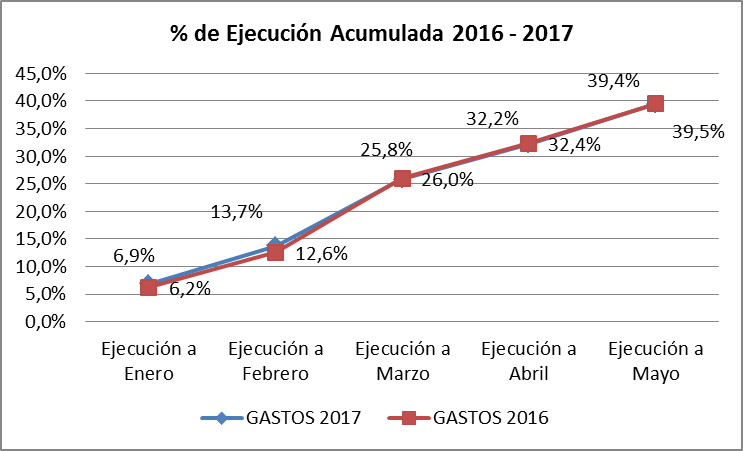 % de Ejecución Acumulada 2016 - 2017
45,0%
40,0%
35,0%
30,0%
25,0%
20,0%
15,0%
10,0%
5,0%
0,0%
6,9%
6,2%
13,7%
12,6%
25,8%
26,0%
32,2%
32,4%
39,4%
39,5%
Ejecución a
Enero
Ejecución a
Febrero
Ejecución a
Marzo
Ejecución a
Abril
Ejecución a
Mayo
GASTOS 2017
GASTOS 2016